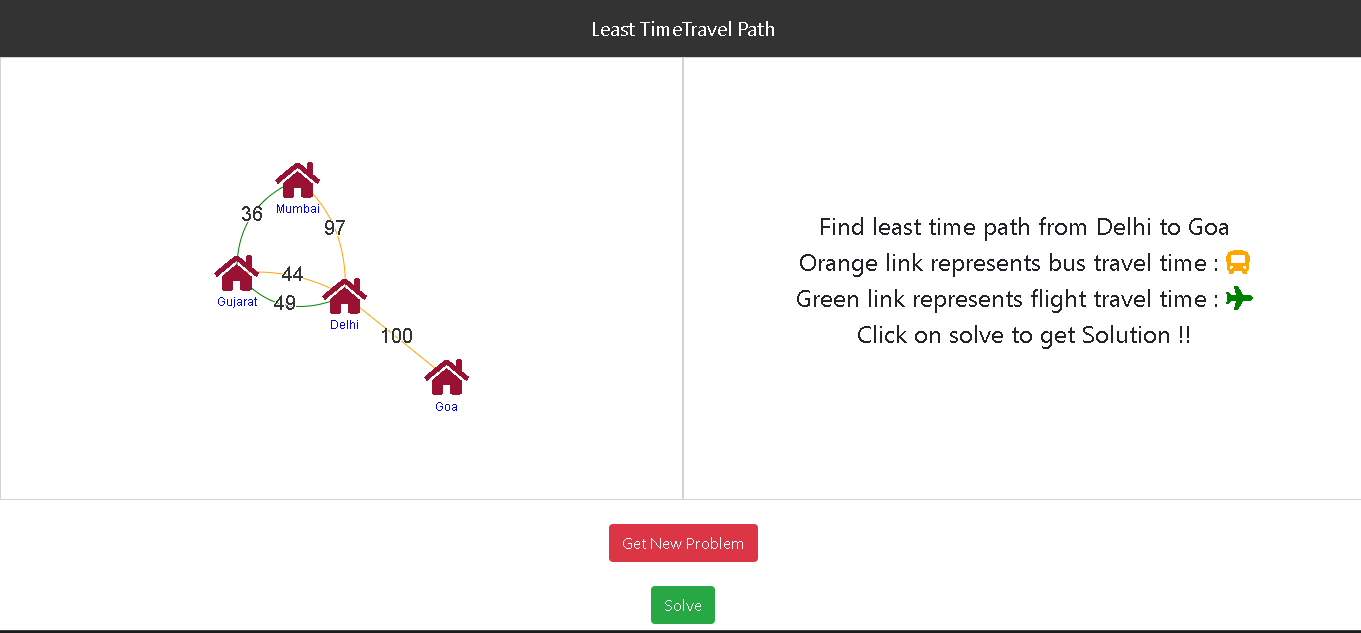 Least TimeTravel Path
Mumbai
36
97
Gujarat
44
49
Delhi
100
Goa
Find least time path from Delhi to Goa
Orange link represents bus travel time :
Green link represents flight travel time :
Click on solve to get Solution !!
Get New Problem
Solve